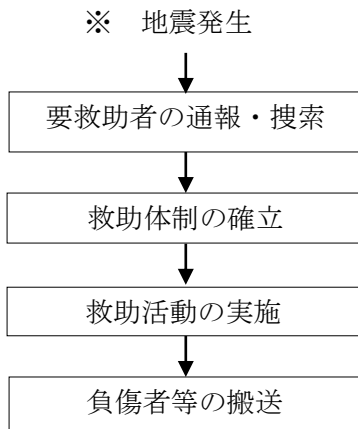 ※　地震発生
要救助者の通報・捜索
救助体制の確立
救助活動の実施
負傷者等の搬送